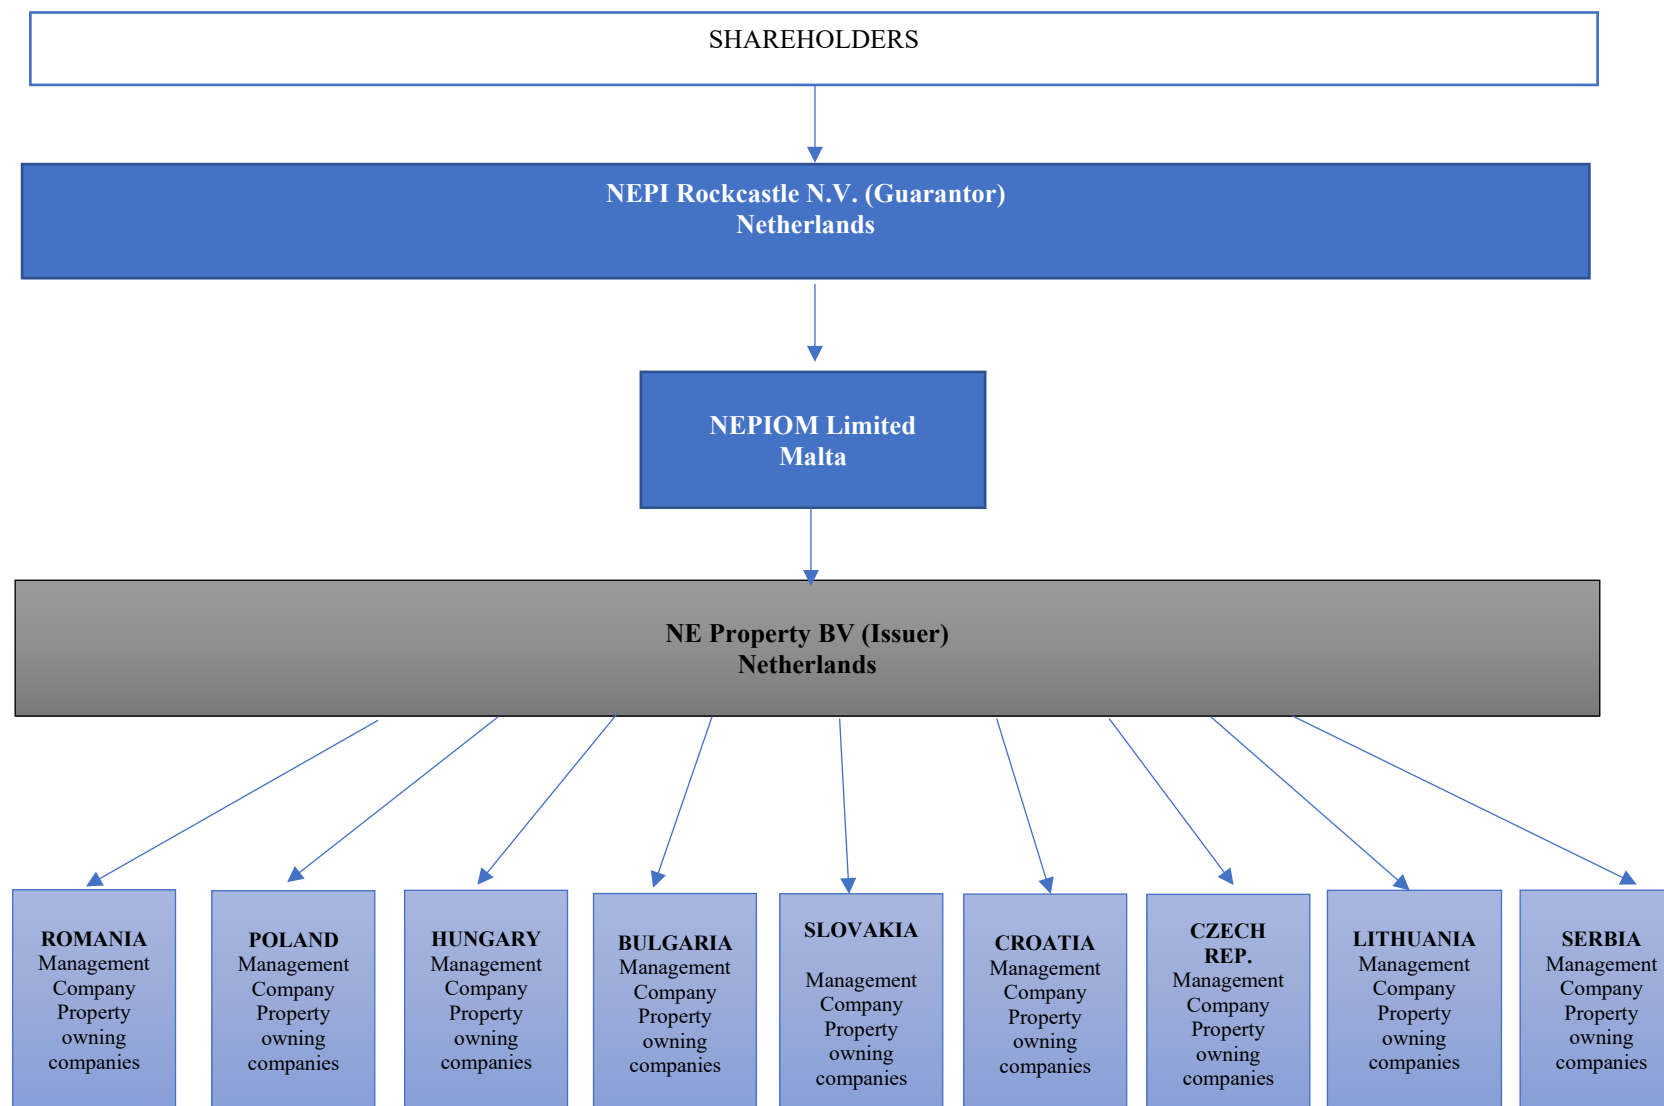 SHAREHOLDERS
NEPI Rockcastle N.V. (Guarantor)
Netherlands
NEPIOM Limited
Malta
NE Property BV (Issuer)
Netherlands
ROMANIA
Management
Company
Property
owning
companies
POLAND
Management
Company
Property
owning
companies
HUNGARY
Management
Company
Property
owning
companies
BULGARIA
Management
Company
Property
owning
companies
SLOVAKIA
Management
Company
Property
owning
companies
CROATIA
Management
Company
Property
owning
companies
CZECH
REP.
Management
Company
Property
owning
companies
LITHUANIA
Management
Company
Property
owning
companies
SERBIA
Management
Company
Property
owning
companies